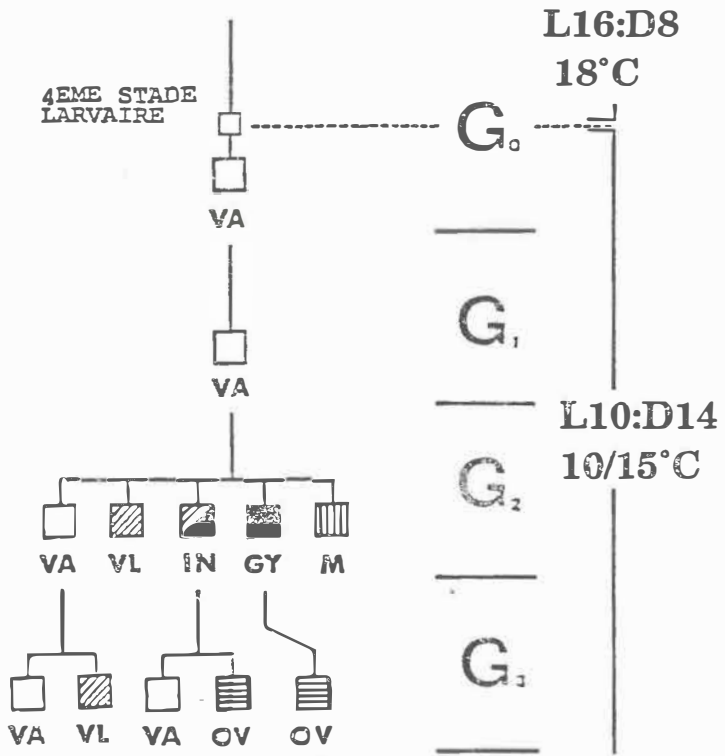 L16:D8
18°C
4EME STADE
LARVAIRE
G0
VA
G1
VA
L10:D14
10/15°C
G2
VA VL IN GY M
G3
VA VL VA OV OV